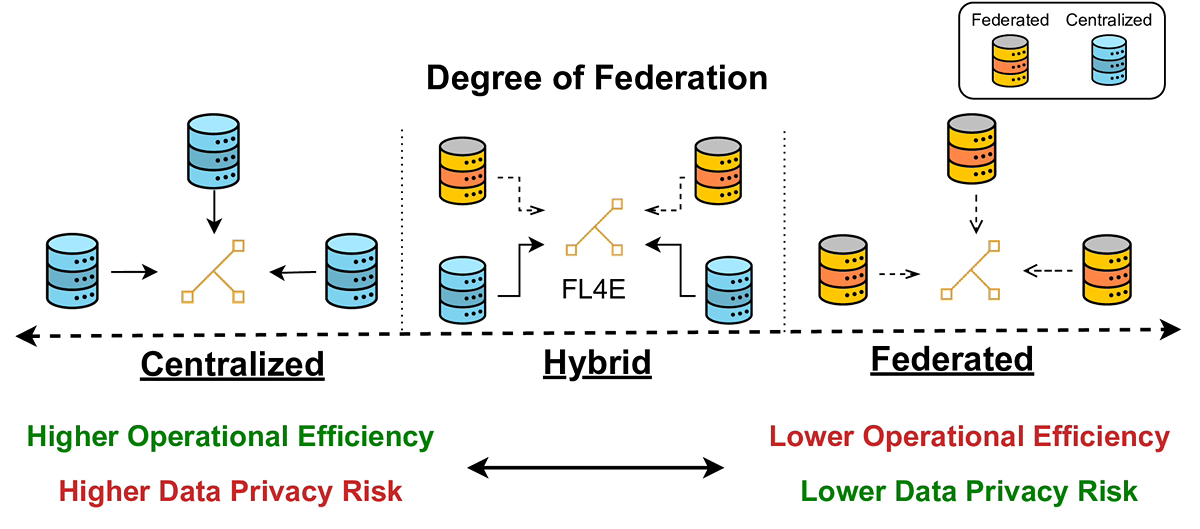 Federated
Centralized
Degree of Federation
FL4E
Centralized
Hybrid
Federated
Higher Operational Efficiency
Lower Operational Efficiency
Higher Data Privacy Risk
Lower Data Privacy Risk